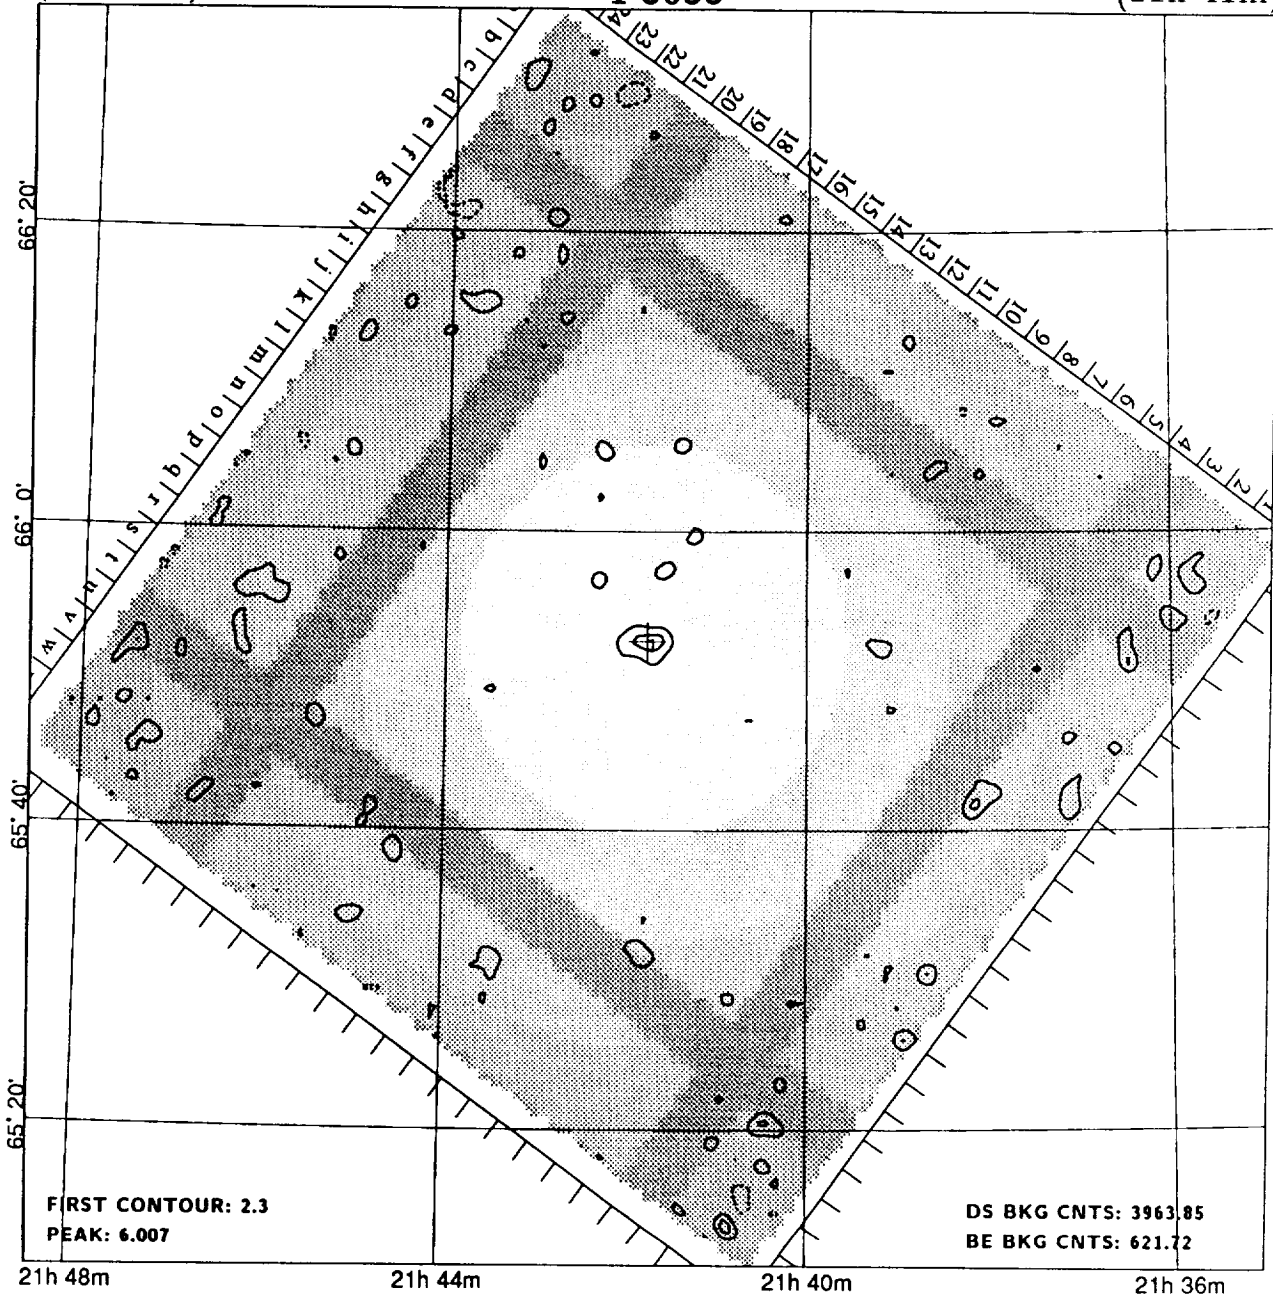 24 23 22 21 20 19 18 17 16 15 14 13 12 11 10 9 8 7 6 5 4 3 2 1
b c d e f g h i j k l m n o p q r s t u v w
66° 20'
66° 0'
65° 40'
65° 20'
FIRST CONTOUR: 2.3
PEAK: 6.007
DS BKG CNTS: 3963.85
BE BKG CNTS: 621.72
21h 48m
21h 44m
21h 40m
21h 36m